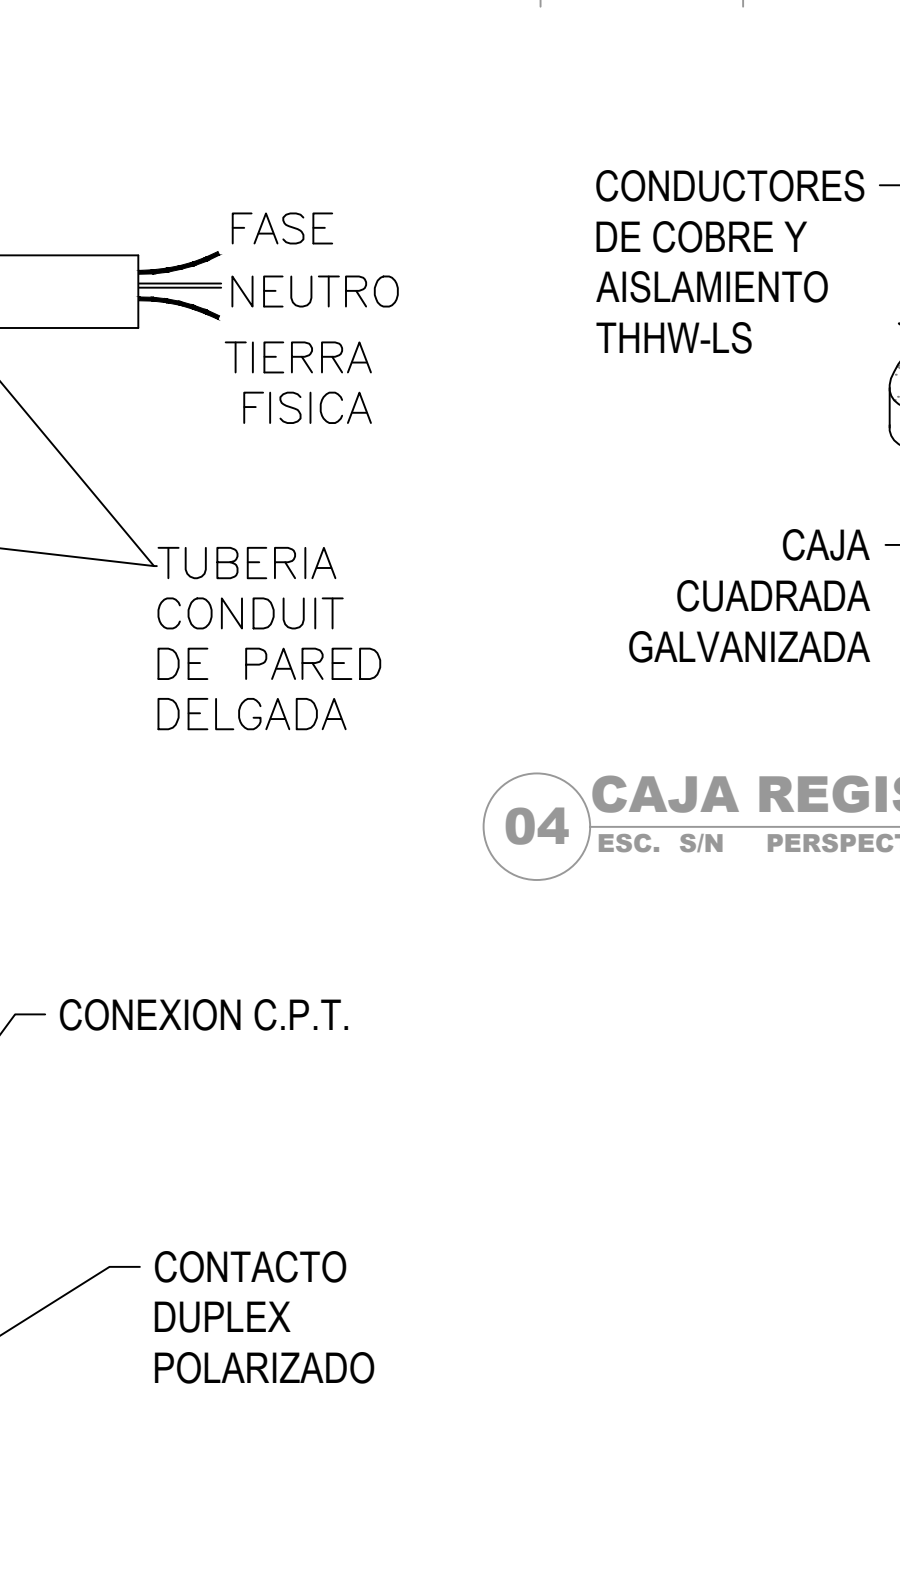 FASE
NEUTRO
TIERRA
FISICA
CONDUCTORES
DE COBRE Y
AISLAMIENTO
THHW-LS
TUBERIA
CONDUIT
DE PARED
DELGADA
CAJA
CUADRADA
GALVANIZADA
04
CAJA
ESC. S/N
CONEXION C.P.T.
CONTACTO
DUPLEX
POLARIZADO